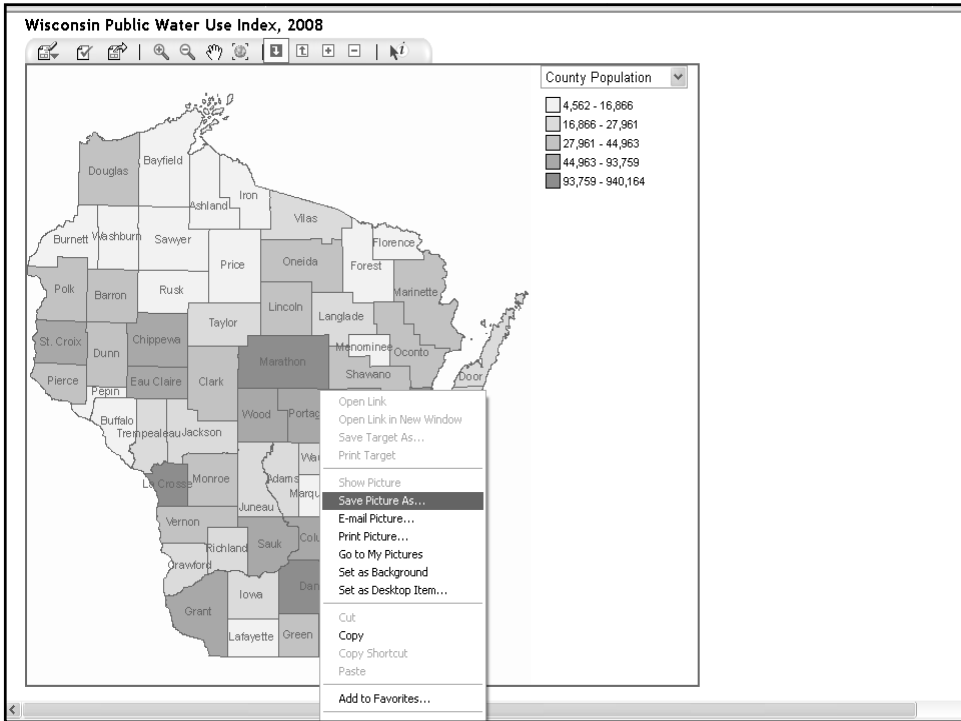 Wisconsin Public Water Use Index, 2008
County Population
4,562 - 16,866
16,866 - 27,961
27,961 - 44,963
44,963 - 93,759
93,759 - 940,164
Douglas
Bayfield
Ashland
Iron
Vilas
Burnett
Washburn
Sawyer
Price
Oneida
Forest
Florence
Marinette
Polk
Barron
Rusk
Taylor
Lincoln
Langlade
St. Croix
Dunn
Chippewa
Marathon
Menominee
Oconto
Pierce
Pepin
Eau Claire
Clark
Shawano
Door
Buffalo
Trempealeau
Jackson
Wood
Portag
Wau
La Crosse
Monroe
Juneau
Adams
Marqu
Vernon
Richland
Sauk
Colu
Crawford
Grant
Iowa
Dan
Lafayette
Green
Open Link
Open Link in New Window
Save Target As...
Print Target
Show Picture
Save Picture As...
E-mail Picture...
Print Picture...
Go to My Pictures
Set as Background
Set as Desktop Item...
Cut
Copy
Copy Shortcut
Paste
Add to Favorites...